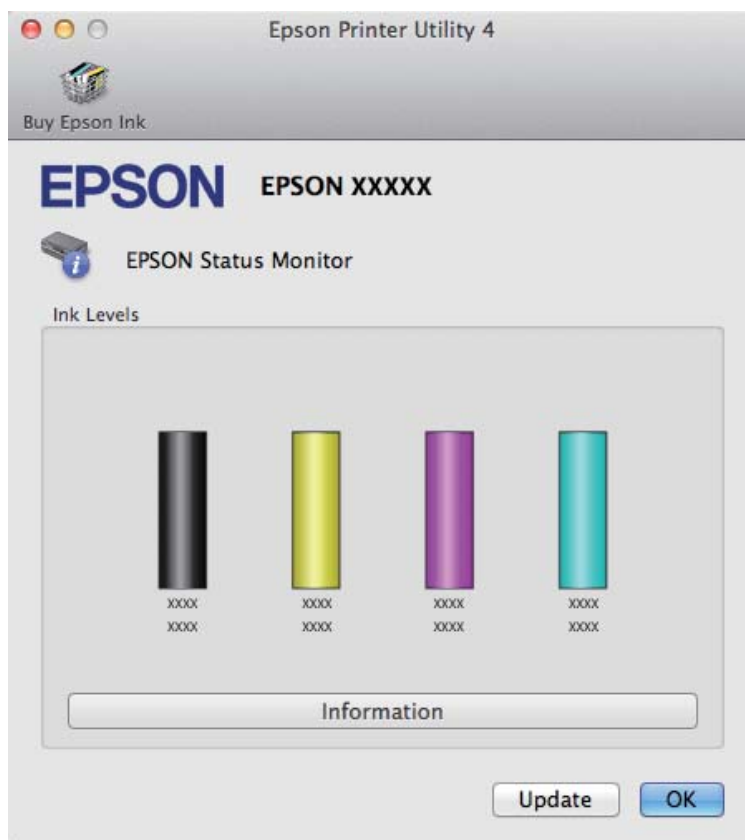 Epson Printer Utility 4
Buy Epson Ink
EPSON EPSON XXXXX
EPSON Status Monitor
Ink Levels
xxxx xxxx xxxx xxxx
xxxx xxxx xxxx xxxx
Information
Update OK